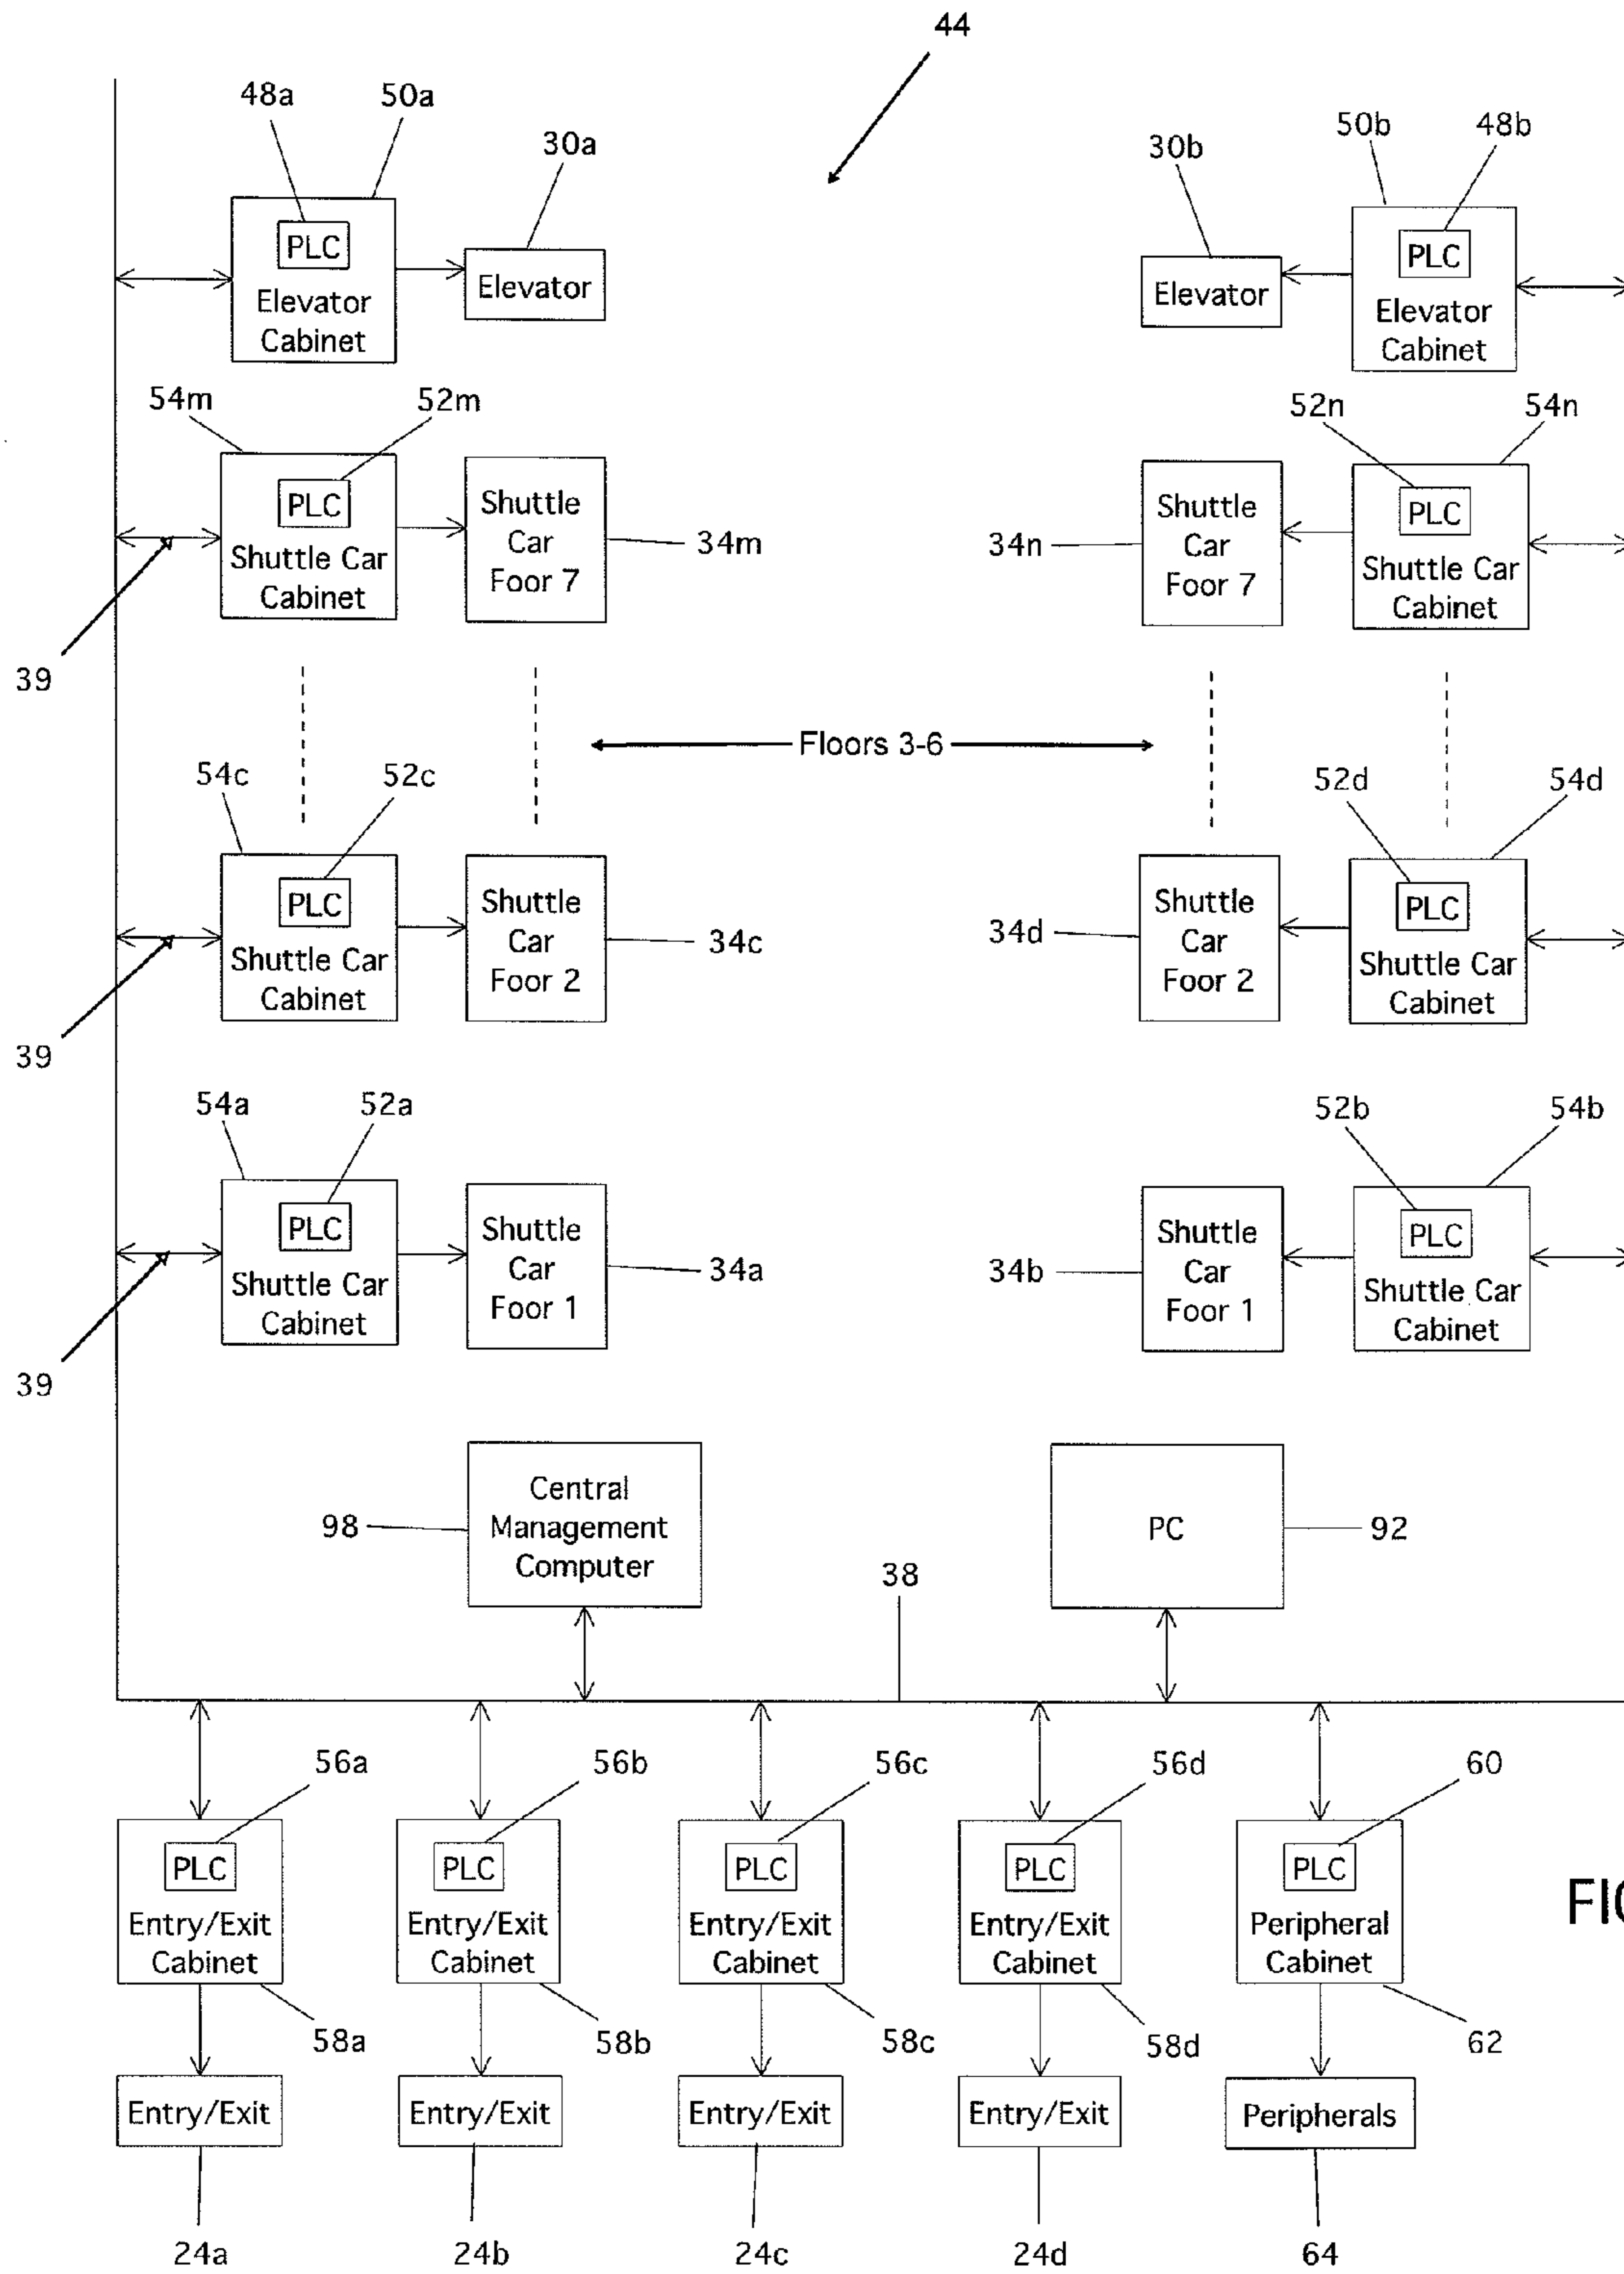 44
48a 50a
30a
30b
50b 48b
PLC
Elevator
Cabinet
Elevator
Elevator
PLC
Elevator
Cabinet
54m 52m
52n 54n
PLC
Shuttle Car
Cabinet
Shuttle
Car
Foor 7
34m
34n
Shuttle
Car
Foor 7
PLC
Shuttle Car
Cabinet
39
Floors 3-6
54c 52c
52d 54d
PLC
Shuttle Car
Cabinet
Shuttle
Car
Foor 2
34c
34d
Shuttle
Car
Foor 2
PLC
Shuttle Car
Cabinet
39
54a 52a
52b 54b
PLC
Shuttle Car
Cabinet
Shuttle
Car
Foor 1
34a
34b
Shuttle
Car
Foor 1
PLC
Shuttle Car
Cabinet
39
98
Central
Management
Computer
PC
92
38
56a 56b 56c 56d 60
PLC
Entry/Exit
Cabinet
PLC
Entry/Exit
Cabinet
PLC
Entry/Exit
Cabinet
PLC
Entry/Exit
Cabinet
PLC
Peripheral
Cabinet
58a 58b 58c 58d 62
Entry/Exit
Entry/Exit
Entry/Exit
Entry/Exit
Peripherals
24a 24b 24c 24d 64